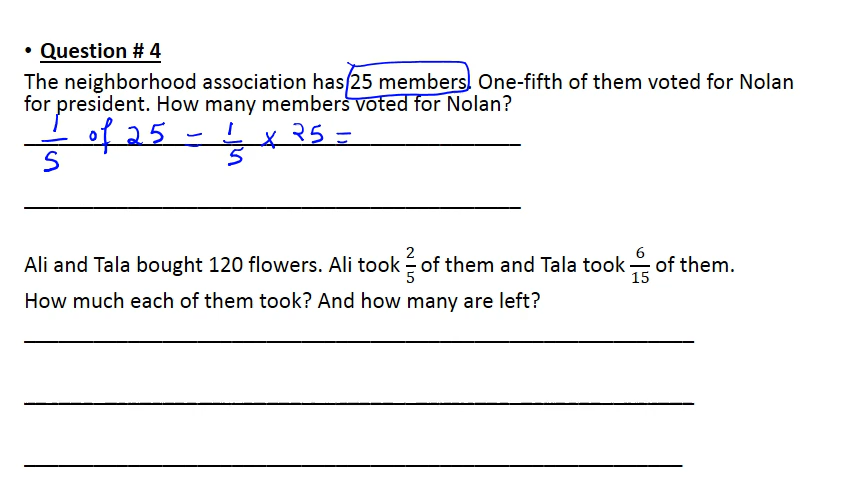 • Question # 4
The neighborhood association has 25 members. One-fifth of them voted for Nolan
for president. How many members voted for Nolan?
1/5 of 25 = 1/5 × 25 =
Ali and Tala bought 120 flowers. Ali took 2/5 of them and Tala took 6/15 of them.
How much each of them took? And how many are left?